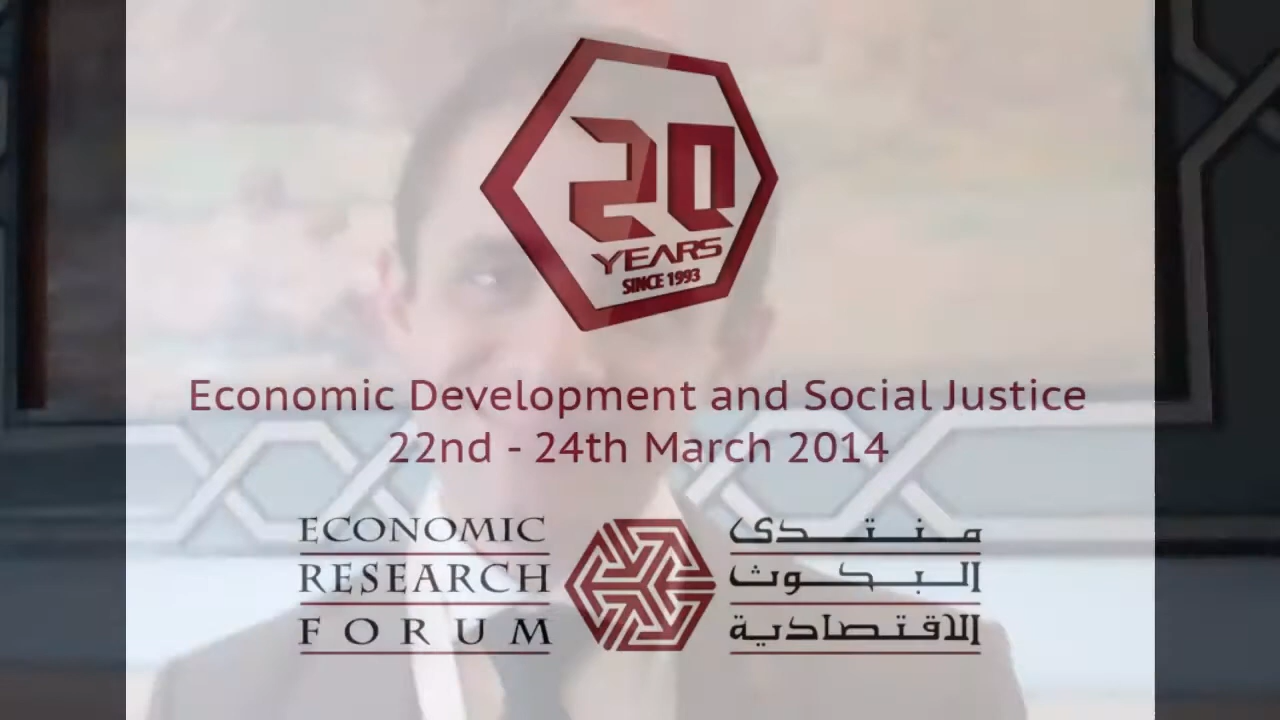 20
YEARS
SINCE 1993
Economic Development and Social Justice
22nd - 24th March 2014
ECONOMIC
RESEARCH
FORUM
منتدى
البحوث
الاقتصادية